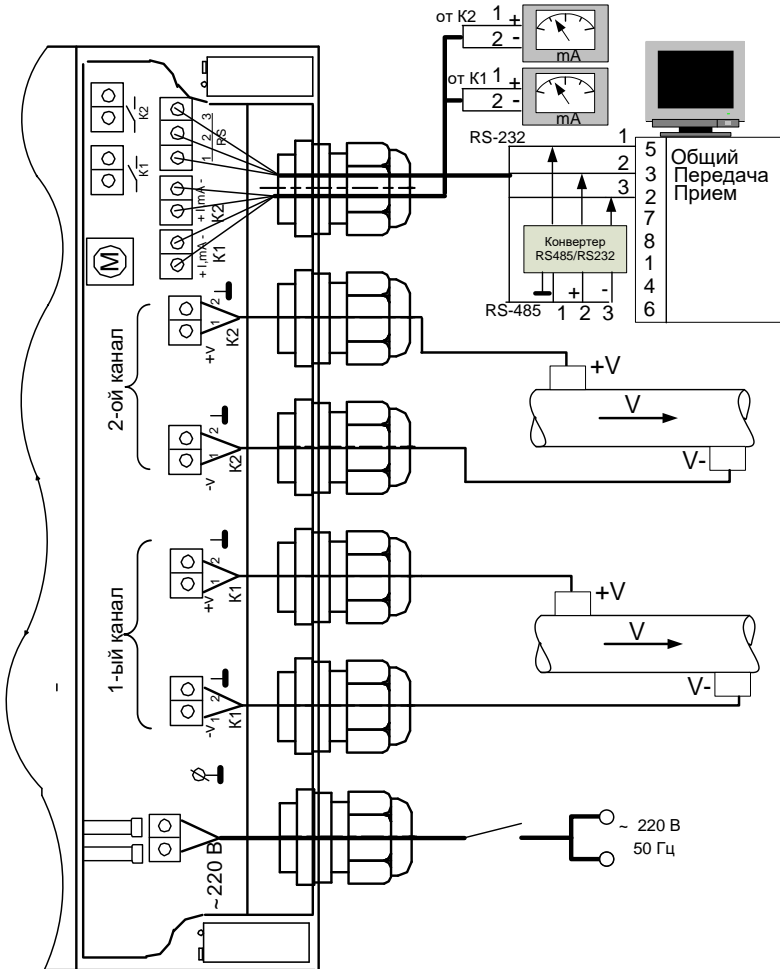 от К2 1 +
2 -
mA
от К1 1 +
2 -
mA
RS-232
1 5 Общий
2 3 Передача
3 2 Прием
7
8
1
4
6
Конвертер
RS485/RS232
+ -
RS-485 1 2 3
К2
К1
1 2 3
RS
+ I,mA -
К2
+ I,mA -
К1
М
2-ой канал
+V 1 2
К2
-V 1 2
К2
+V
V
V-
1-ый канал
+V 1 2
К1
-V 1 2
К1
+V
V
V-
~220 В
~ 220 В
50 Гц